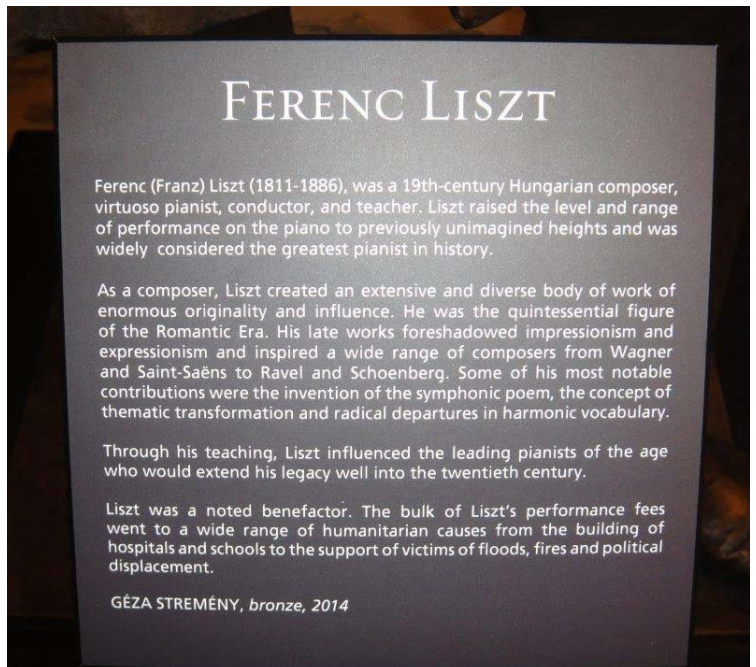 FERENC LISZT
Ferenc (Franz) Liszt (1811-1886), was a 19th-century Hungarian composer,
virtuoso pianist, conductor, and teacher. Liszt raised the level and range
of performance on the piano to previously unimagined heights and was
widely considered the greatest pianist in history.
As a composer, Liszt created an extensive and diverse body of work of
enormous originality and influence. He was the quintessential figure
of the Romantic Era. His late works foreshadowed impressionism and
expressionism and inspired a wide range of composers from Wagner
and Saint-Saëns to Ravel and Schoenberg. Some of his most notable
contributions were the invention of the symphonic poem, the concept of
thematic transformation and radical departures in harmonic vocabulary.
Through his teaching, Liszt influenced the leading pianists of the age
who would extend his legacy well into the twentieth century.
Liszt was a noted benefactor. The bulk of Liszt's performance fees
went to a wide range of humanitarian causes from the building of
hospitals and schools to the support of victims of floods, fires and political
displacement.
GÉZA STREMÉNY, bronze, 2014